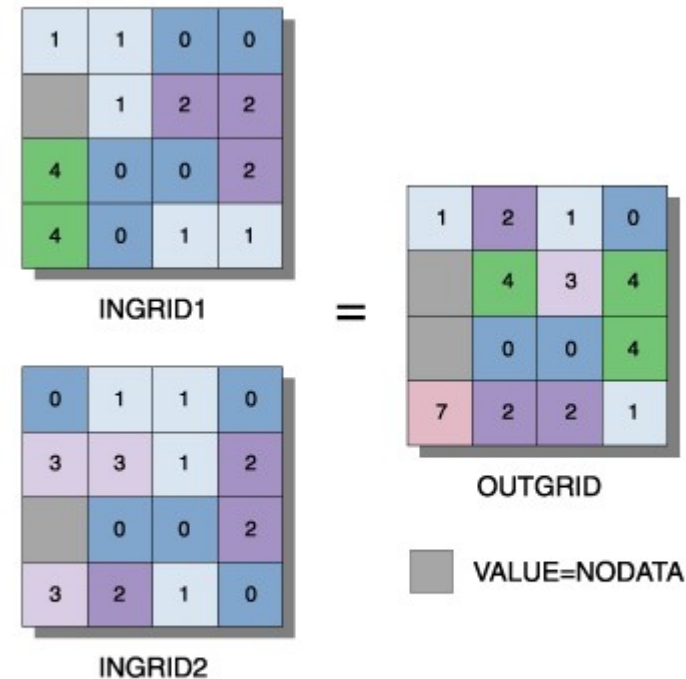 1 1 0 0
1 2 2
4 0 0 2
4 0 1 1
INGRID1
0 1 1 0
3 3 1 2
0 0 2
3 2 1 0
INGRID2
=
1 2 1 0
4 3 4
0 0 4
7 2 2 1
OUTGRID
VALUE=NODATA